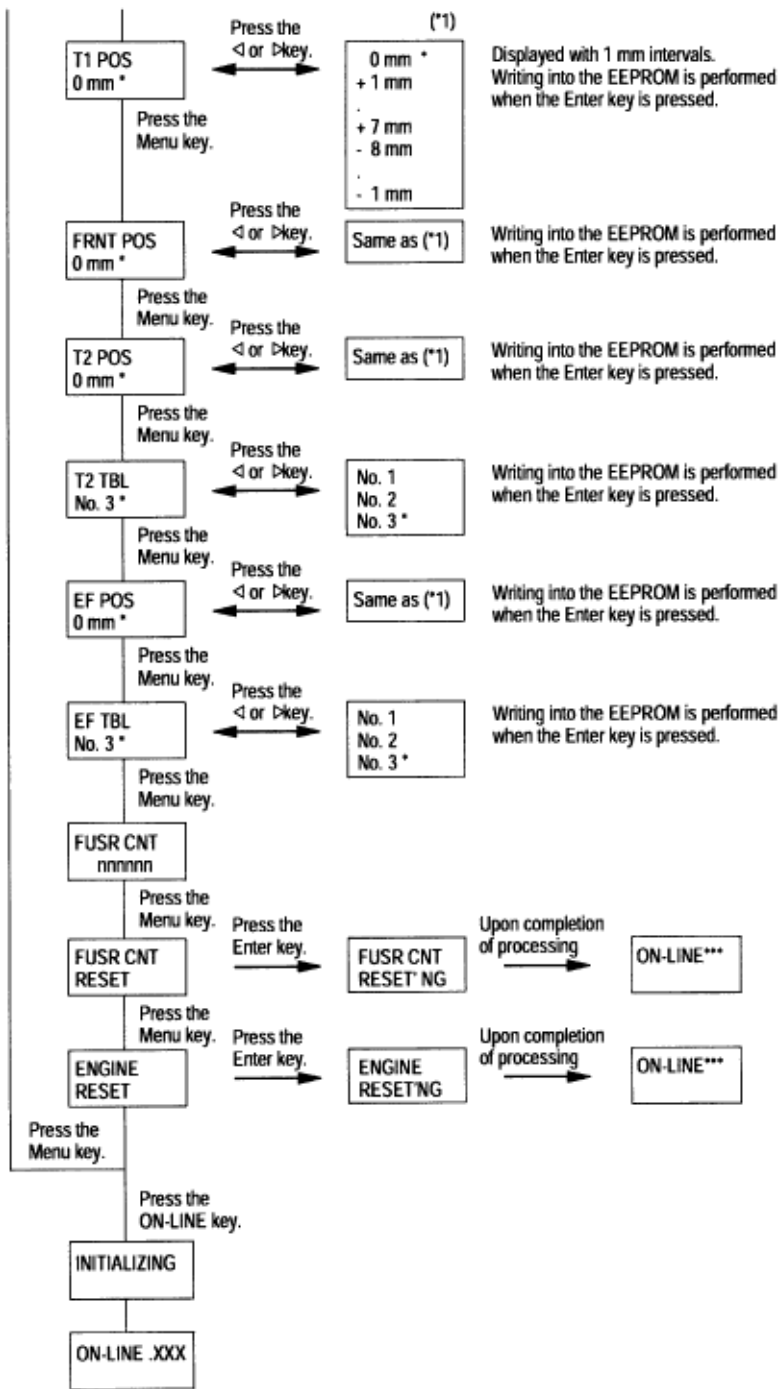 (*1)
Press the
◁ or ▷key.
T1 POS
0 mm *
0 mm *
+ 1 mm
.
+ 7 mm
- 8 mm
.
- 1 mm
Displayed with 1 mm intervals.
Writing into the EEPROM is performed
when the Enter key is pressed.
Press the
Menu key.
Press the
◁ or ▷key.
FRNT POS
0 mm *
Same as (*1)
Writing into the EEPROM is performed
when the Enter key is pressed.
Press the
Menu key.
Press the
◁ or ▷key.
T2 POS
0 mm *
Same as (*1)
Writing into the EEPROM is performed
when the Enter key is pressed.
Press the
Menu key.
Press the
◁ or ▷key.
T2 TBL
No. 3 *
No. 1
No. 2
No. 3 *
Writing into the EEPROM is performed
when the Enter key is pressed.
Press the
Menu key.
Press the
◁ or ▷key.
EF POS
0 mm *
Same as (*1)
Writing into the EEPROM is performed
when the Enter key is pressed.
Press the
Menu key.
Press the
◁ or ▷key.
EF TBL
No. 3 *
No. 1
No. 2
No. 3 *
Writing into the EEPROM is performed
when the Enter key is pressed.
Press the
Menu key.
FUSR CNT
nnnnnn
Press the
Menu key.
Press the
Enter key.
Upon completion
of processing
FUSR CNT
RESET
FUSR CNT
RESET' NG
ON-LINE***
Press the
Menu key.
Press the
Enter key.
Upon completion
of processing
ENGINE
RESET
ENGINE
RESET'NG
ON-LINE***
Press the
Menu key.
Press the
ON-LINE key.
INITIALIZING
ON-LINE .XXX